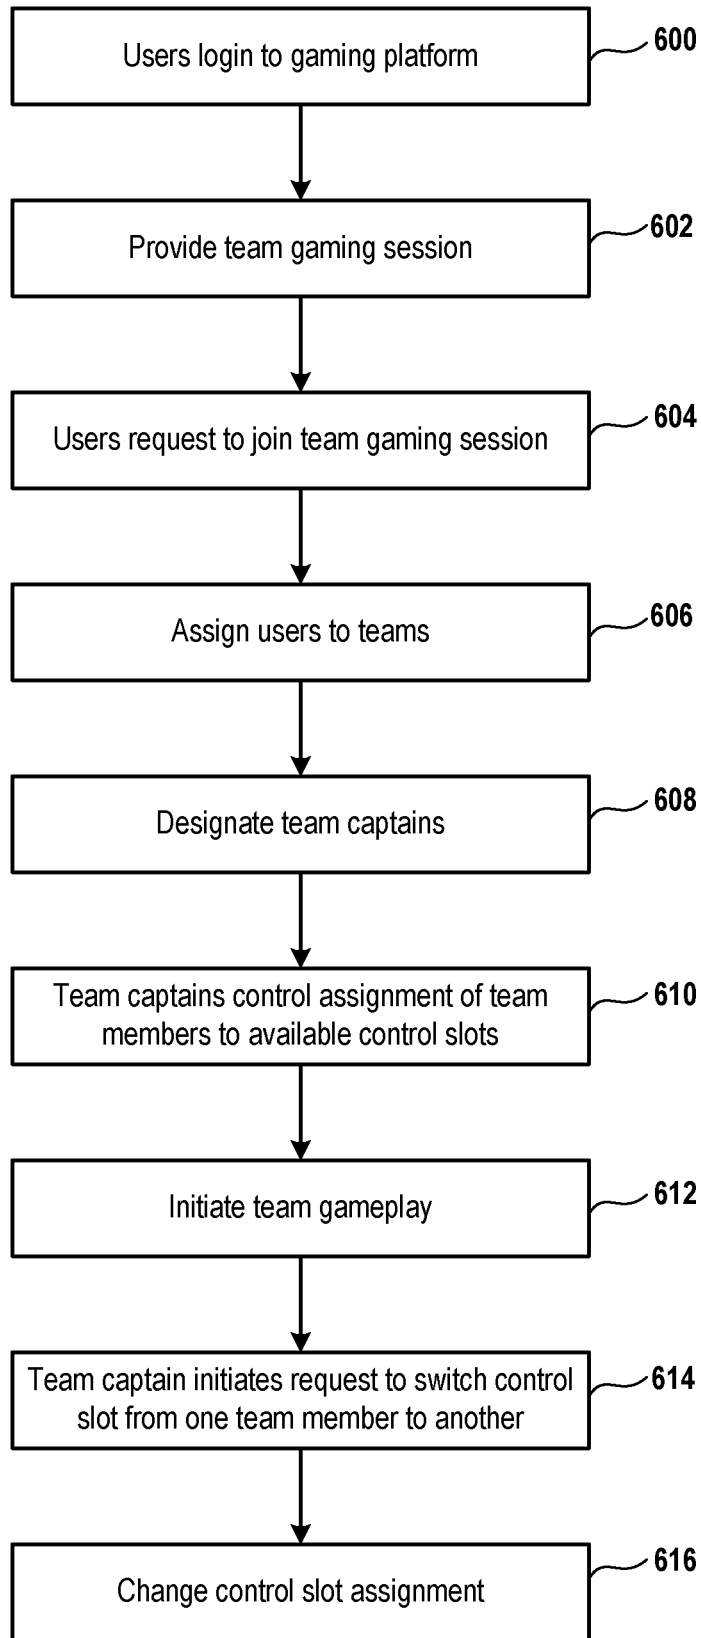 Users login to gaming platform
600
Provide team gaming session
602
Users request to join team gaming session
604
Assign users to teams
606
Designate team captains
608
Team captains control assignment of team
members to available control slots
610
Initiate team gameplay
612
Team captain initiates request to switch control
slot from one team member to another
614
Change control slot assignment
616